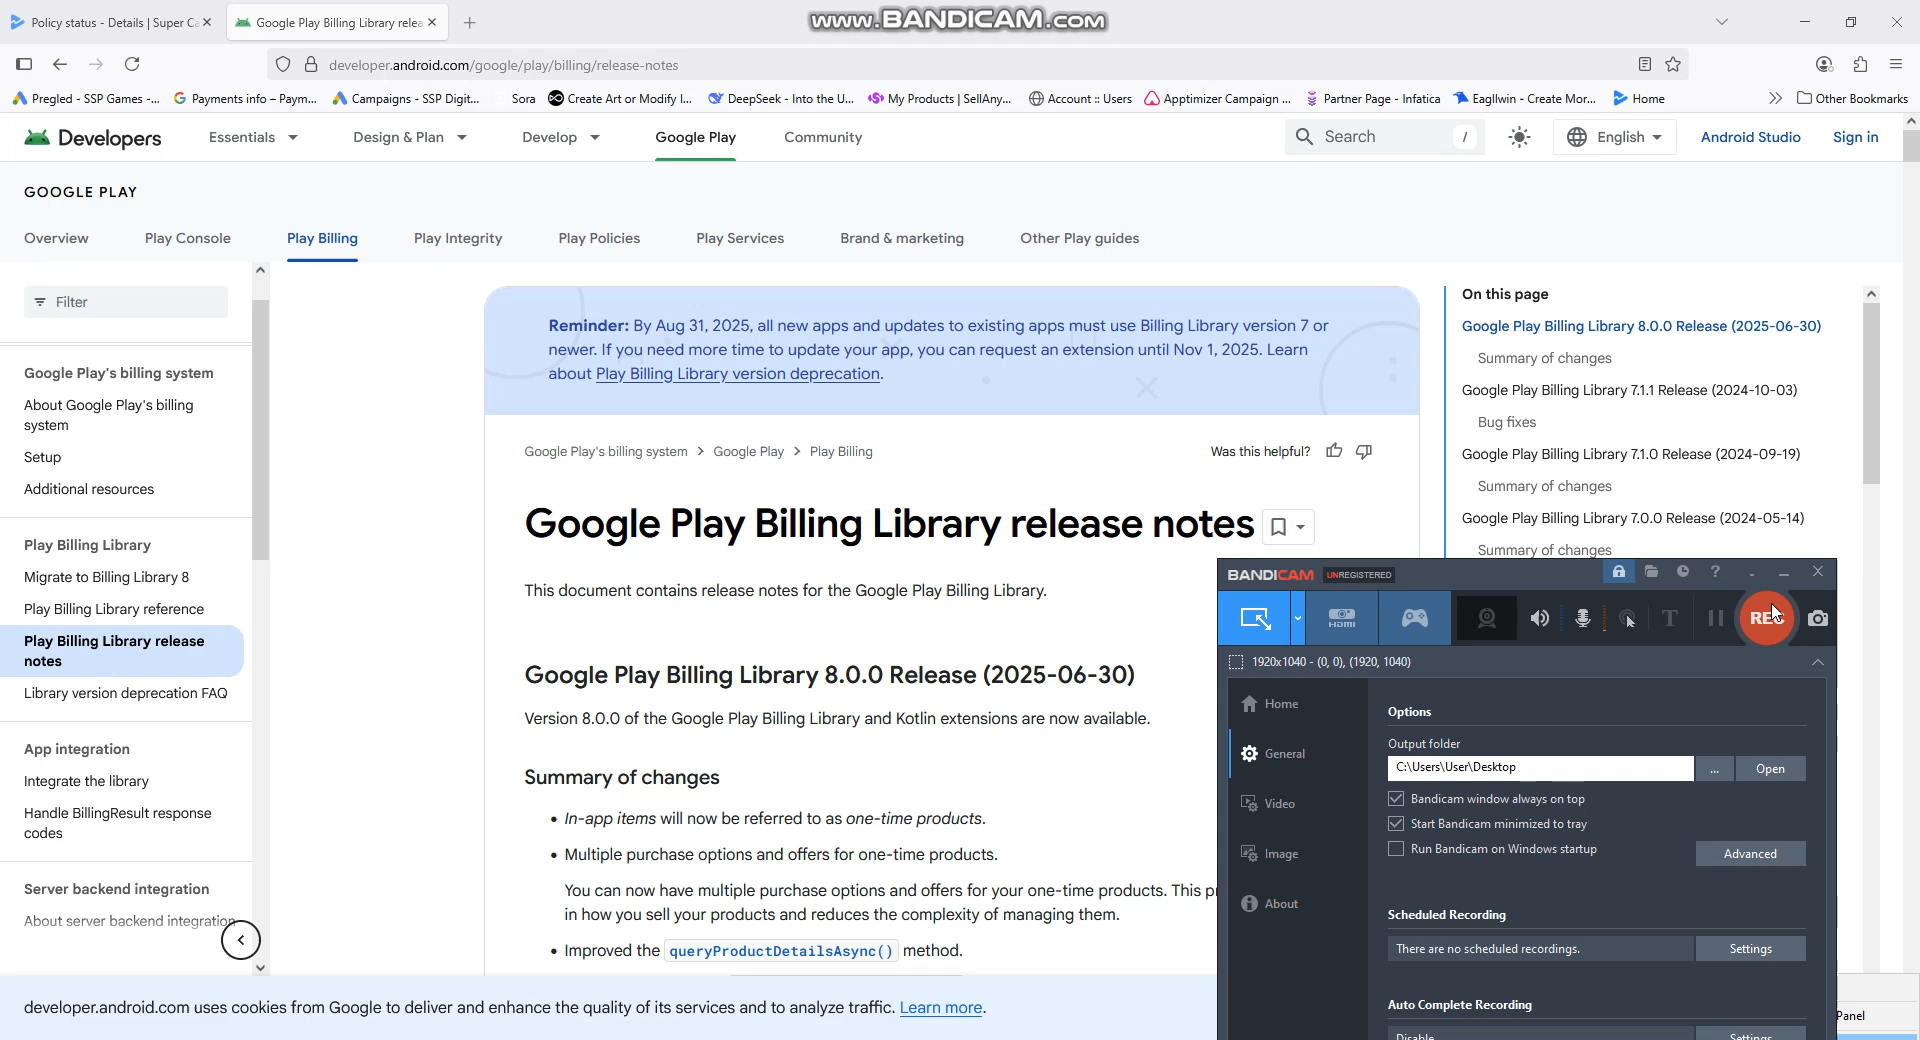 Policy status - Details | Super Ca
Google Play Billing Library relea
www.BANDICAM.com
developer.android.com/google/play/billing/release-notes
Pregled - SSP Games -...
Payments info – Paym...
Campaigns - SSP Digit...
Sora
Create Art or Modify I...
DeepSeek - Into the U...
My Products | SellAny...
Account :: Users
Apptimizer Campaign ...
Partner Page - Infatica
Eagllwin - Create Mor...
Home
Other Bookmarks
Developers
Essentials
Design & Plan
Develop
Google Play
Community
Search
/
English
Android Studio
Sign in
GOOGLE PLAY
Overview
Play Console
Play Billing
Play Integrity
Play Policies
Play Services
Brand & marketing
Other Play guides
Filter
Google Play's billing system
About Google Play's billing
system
Setup
Additional resources
Play Billing Library
Migrate to Billing Library 8
Play Billing Library reference
Play Billing Library release
notes
Library version deprecation FAQ
App integration
Integrate the library
Handle BillingResult response
codes
Server backend integration
About server backend integration
Reminder: By Aug 31, 2025, all new apps and updates to existing apps must use Billing Library version 7 or
newer. If you need more time to update your app, you can request an extension until Nov 1, 2025. Learn
about Play Billing Library version deprecation.
Google Play's billing system > Google Play > Play Billing
Was this helpful?
Google Play Billing Library release notes
This document contains release notes for the Google Play Billing Library.
Google Play Billing Library 8.0.0 Release (2025-06-30)
Version 8.0.0 of the Google Play Billing Library and Kotlin extensions are now available.
Summary of changes
• In-app items will now be referred to as one-time products.
• Multiple purchase options and offers for one-time products.
You can now have multiple purchase options and offers for your one-time products. This pr
in how you sell your products and reduces the complexity of managing them.
• Improved the queryProductDetailsAsync() method.
On this page
Google Play Billing Library 8.0.0 Release (2025-06-30)
Summary of changes
Google Play Billing Library 7.1.1 Release (2024-10-03)
Bug fixes
Google Play Billing Library 7.1.0 Release (2024-09-19)
Summary of changes
Google Play Billing Library 7.0.0 Release (2024-05-14)
Summary of changes
BANDICAM UNREGISTERED
?
HDMI
T
REC
1920x1040 - (0, 0), (1920, 1040)
Home
General
Video
Image
About
Options
Output folder
C:\Users\User\Desktop
...
Open
Bandicam window always on top
Start Bandicam minimized to tray
Run Bandicam on Windows startup
Advanced
Scheduled Recording
There are no scheduled recordings.
Settings
Auto Complete Recording
Disable
Settings
Panel
developer.android.com uses cookies from Google to deliver and enhance the quality of its services and to analyze traffic. Learn more.